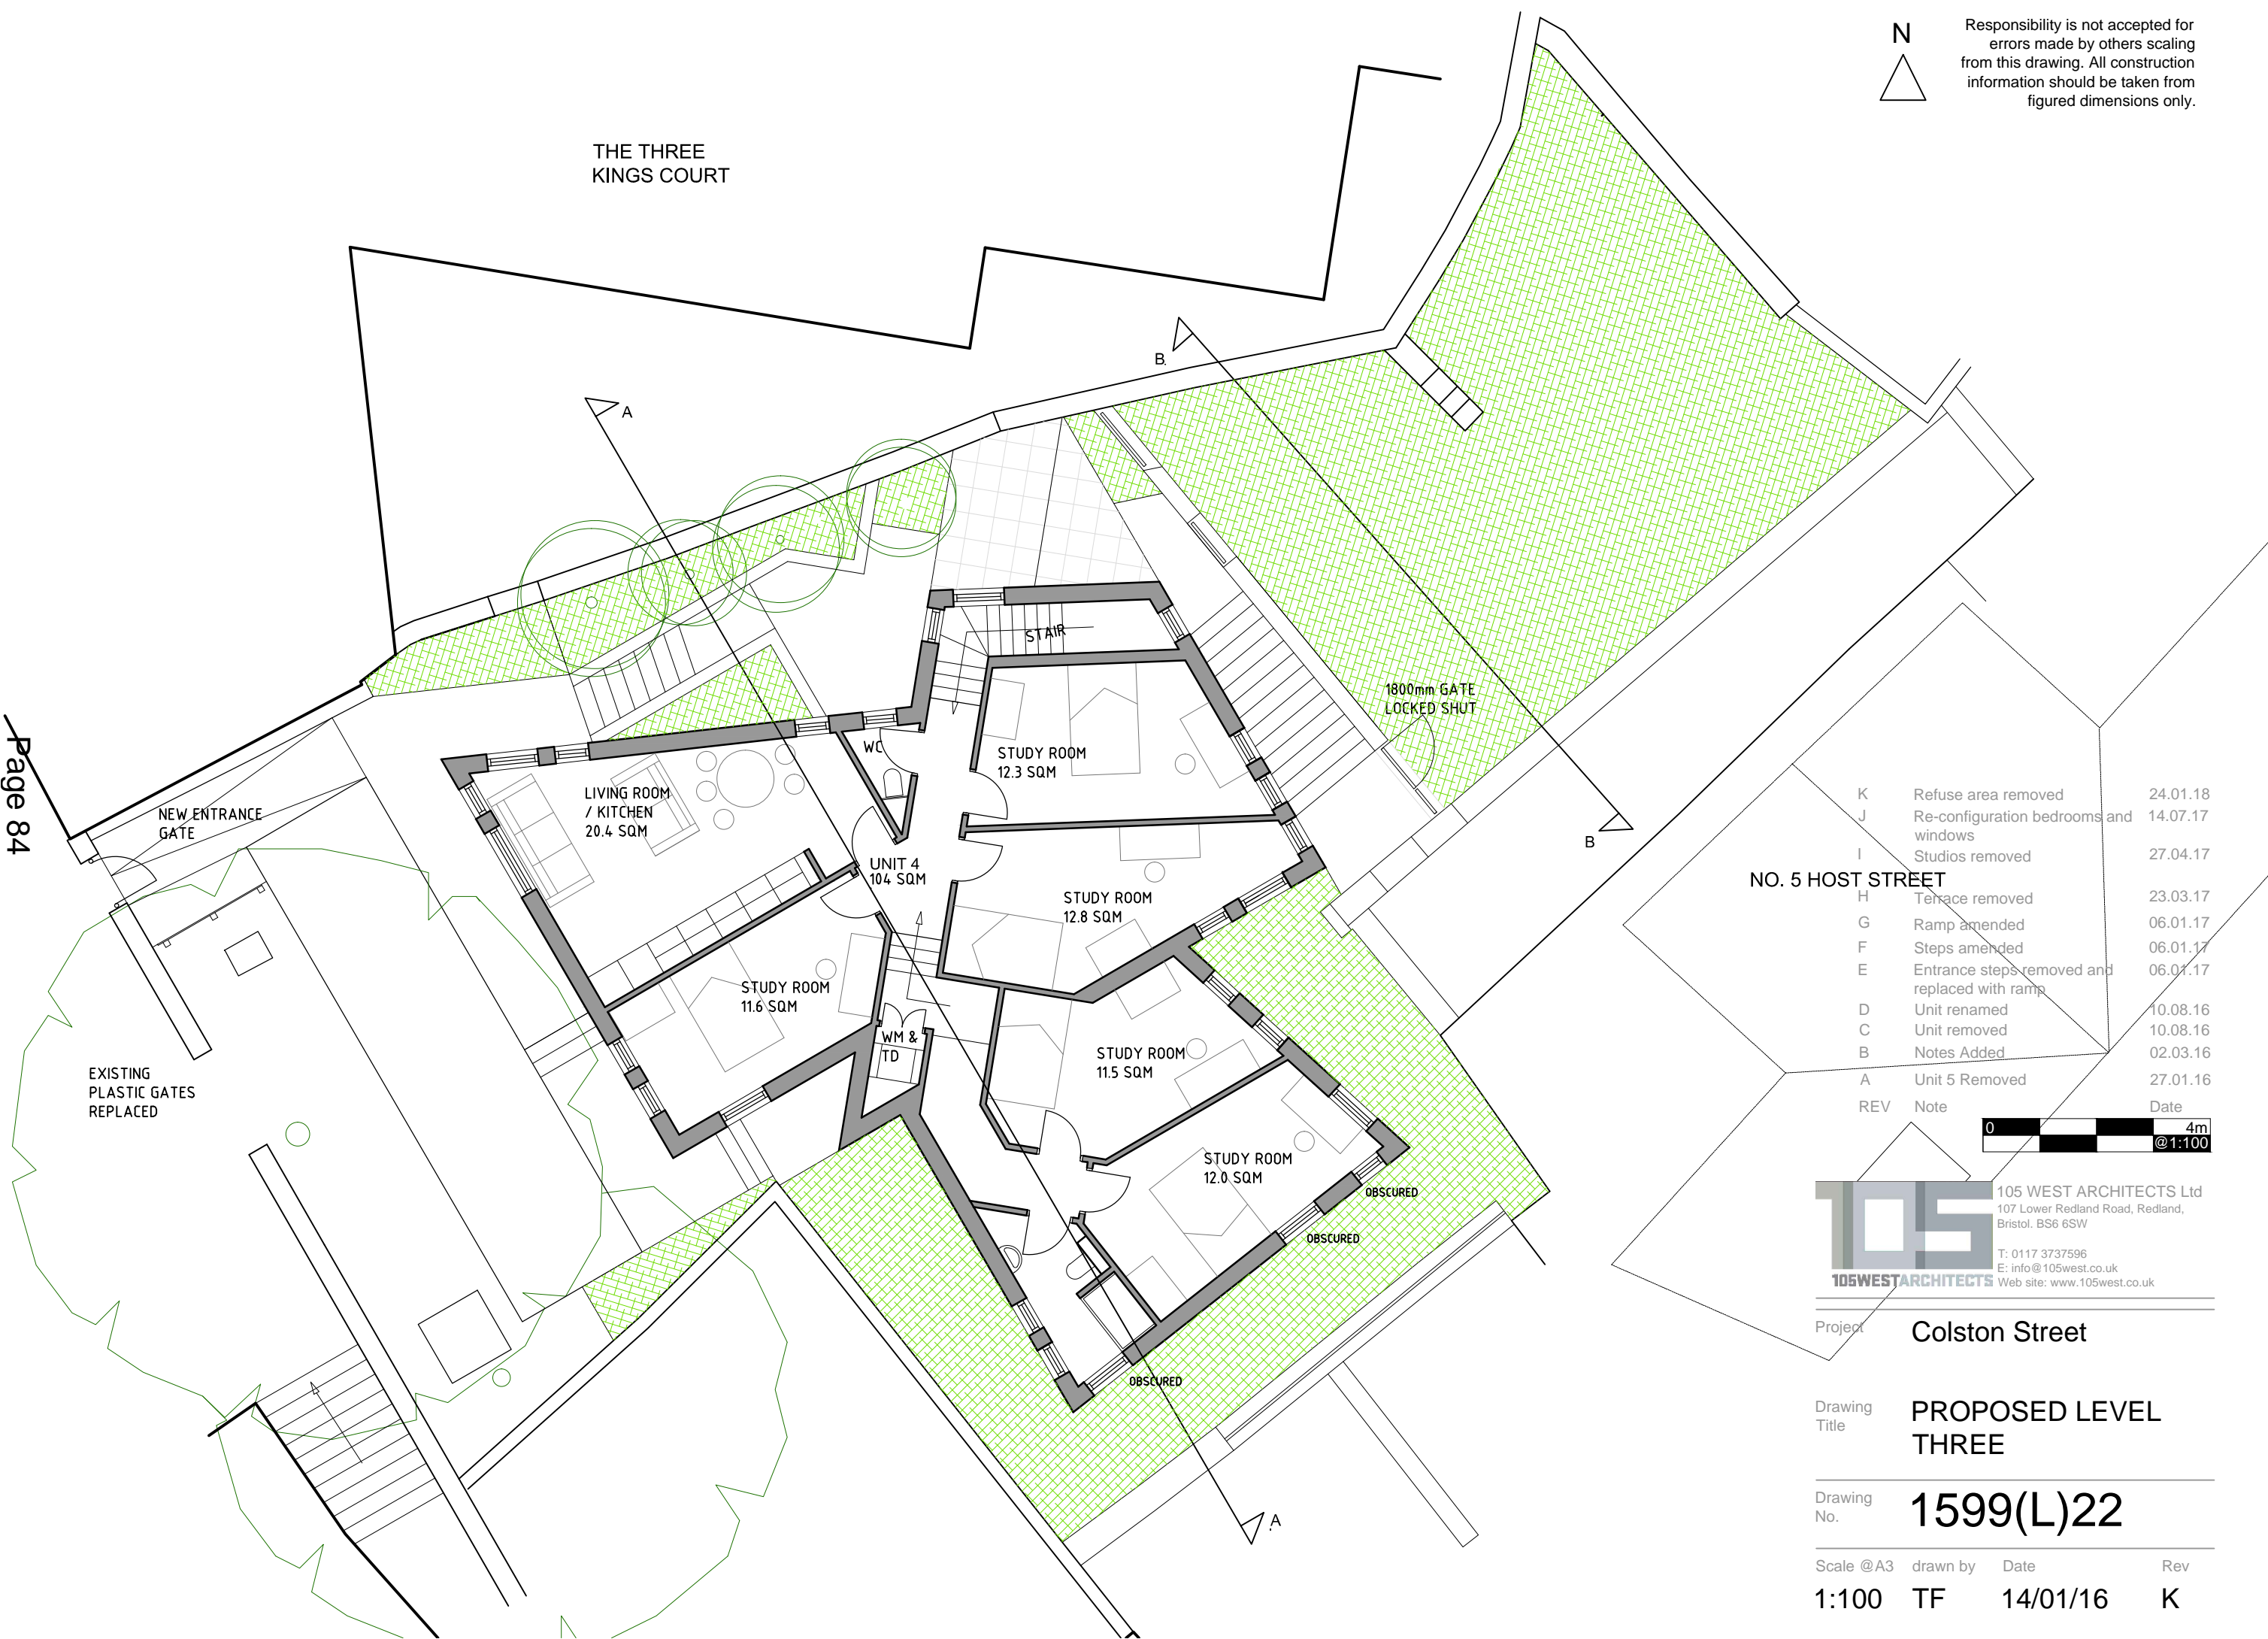 N
Responsibility is not accepted for
errors made by others scaling
from this drawing. All construction
information should be taken from
figured dimensions only.
THE THREE
KINGS COURT
B
A
STAIR
1800mm GATE
LOCKED SHUT
WC
STUDY ROOM
12.3 SQM
LIVING ROOM
/ KITCHEN
20.4 SQM
NEW ENTRANCE
GATE
Page 84
B
UNIT 4
104 SQM
STUDY ROOM
12.8 SQM
STUDY ROOM
11.6 SQM
WM &
TD
STUDY ROOM
11.5 SQM
EXISTING
PLASTIC GATES
REPLACED
STUDY ROOM
12.0 SQM
OBSCURED
OBSCURED
OBSCURED
A
NO. 5 HOST STREET
K Refuse area removed 24.01.18
J Re-configuration bedrooms and 14.07.17
windows
I Studios removed 27.04.17
H Terrace removed 23.03.17
G Ramp amended 06.01.17
F Steps amended 06.01.17
E Entrance steps removed and 06.01.17
replaced with ramp
D Unit renamed 10.08.16
C Unit removed 10.08.16
B Notes Added 02.03.16
A Unit 5 Removed 27.01.16
REV Note Date
0 4m
@1:100
105
105WESTARCHITECTS
105 WEST ARCHITECTS Ltd
107 Lower Redland Road, Redland,
Bristol. BS6 6SW
T: 0117 3737596
E: info@105west.co.uk
Web site: www.105west.co.uk
Project Colston Street
Drawing
Title
PROPOSED LEVEL
THREE
Drawing
No.
1599(L)22
Scale @A3 drawn by Date Rev
1:100 TF 14/01/16 K